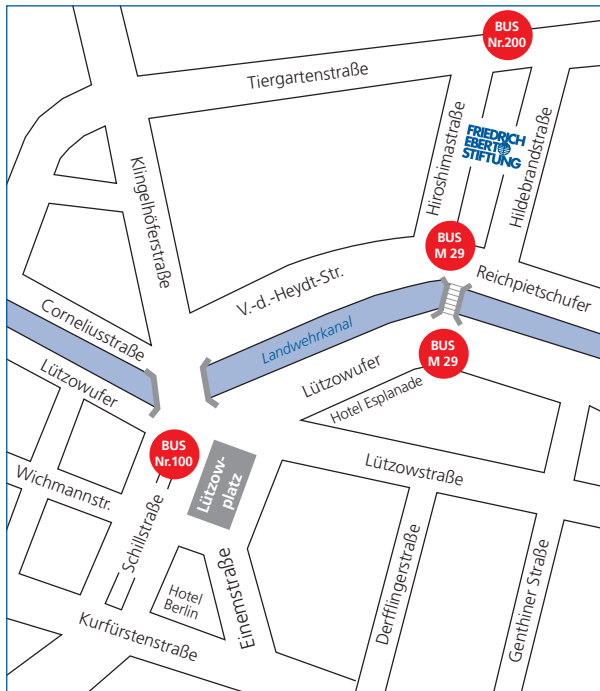 BUS
Nr.200
Tiergartenstraße
FRIEDRICH
EBERT
STIFTUNG
Hiroshimastraße
Hildebrandstraße
Klingelhöferstraße
BUS
M 29
Reichpietschufer
V.-d.-Heydt-Str.
Corneliusstraße
Landwehrkanal
Lützowufer
BUS
M 29
Lützowufer
Hotel Esplanade
BUS
Nr.100
Lützow-
platz
Lützowstraße
Wichmannstr.
Schillstraße
Hotel
Berlin
Einemstraße
Derfflingerstraße
Genthiner Straße
Kurfürstenstraße